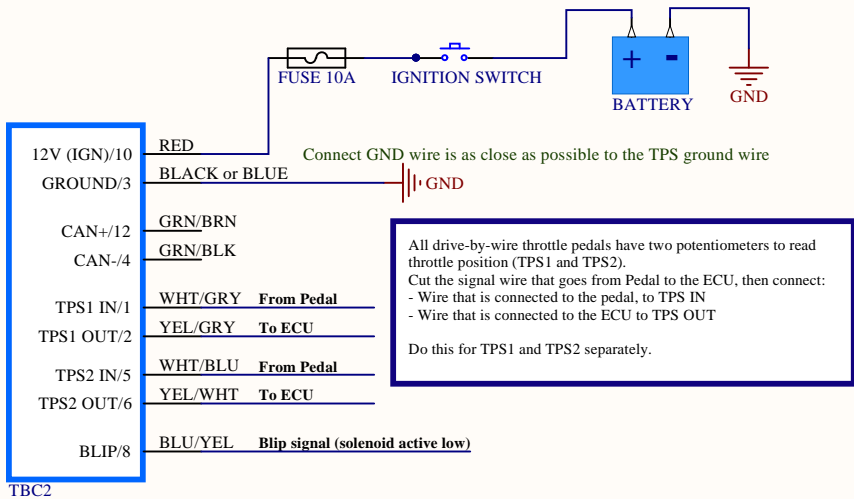 + -
FUSE 10A IGNITION SWITCH
BATTERY
GND
12V (IGN)/10 RED
Connect GND wire is as close as possible to the TPS ground wire
GROUND/3 BLACK or BLUE
GND
CAN+/12 GRN/BRN
CAN-/4 GRN/BLK
TPS1 IN/1 WHT/GRY From Pedal
TPS1 OUT/2 YEL/GRY To ECU
TPS2 IN/5 WHT/BLU From Pedal
TPS2 OUT/6 YEL/WHT To ECU
BLIP/8 BLU/YEL Blip signal (solenoid active low)
TBC2
All drive-by-wire throttle pedals have two potentiometers to read
throttle position (TPS1 and TPS2).
Cut the signal wire that goes from Pedal to the ECU, then connect:
- Wire that is connected to the pedal, to TPS IN
- Wire that is connected to the ECU to TPS OUT
Do this for TPS1 and TPS2 separately.